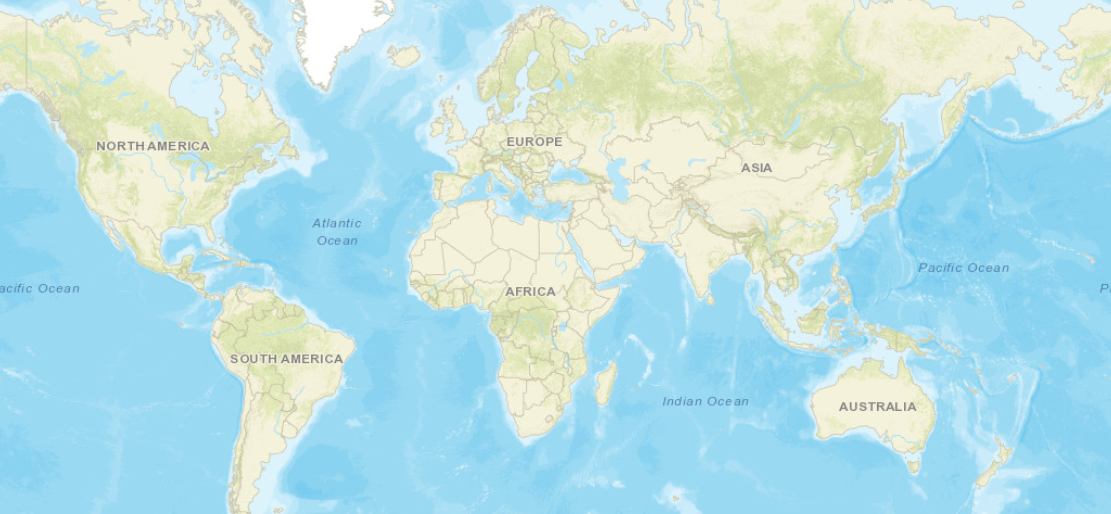 NORTH AMERICA
EUROPE
ASIA
Atlantic
Ocean
Pacific Ocean
acific Ocean
P
AFRICA
SOUTH AMERICA
Indian Ocean
AUSTRALIA